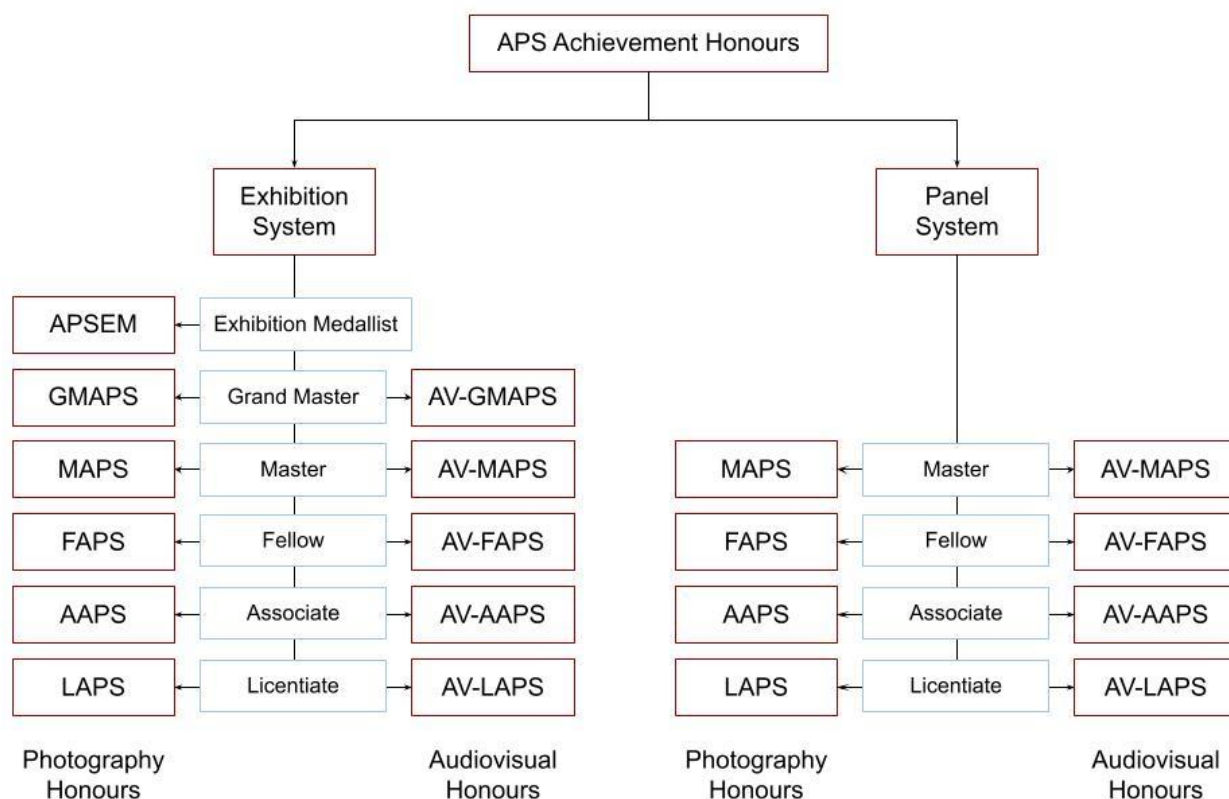 APS Achievement Honours
Exhibition
System
Panel
System
APSEM
Exhibition Medallist
GMAPS
Grand Master
AV-GMAPS
MAPS
Master
AV-MAPS
MAPS
Master
AV-MAPS
FAPS
Fellow
AV-FAPS
FAPS
Fellow
AV-FAPS
AAPS
Associate
AV-AAPS
AAPS
Associate
AV-AAPS
LAPS
Licentiate
AV-LAPS
LAPS
Licentiate
AV-LAPS
Photography
Honours
Audiovisual
Honours
Photography
Honours
Audiovisual
Honours